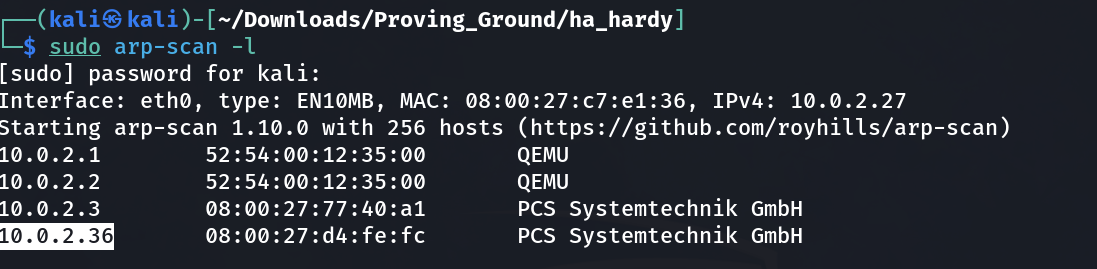 ┌──(kali㉿kali)-[~/Downloads/Proving_Ground/ha_hardy]
└─$ sudo arp-scan -l
[sudo] password for kali:
Interface: eth0, type: EN10MB, MAC: 08:00:27:c7:e1:36, IPv4: 10.0.2.27
Starting arp-scan 1.10.0 with 256 hosts (https://github.com/royhills/arp-scan)
10.0.2.1 52:54:00:12:35:00 QEMU
10.0.2.2 52:54:00:12:35:00 QEMU
10.0.2.3 08:00:27:77:40:a1 PCS Systemtechnik GmbH
10.0.2.36 08:00:27:d4:fe:fc PCS Systemtechnik GmbH